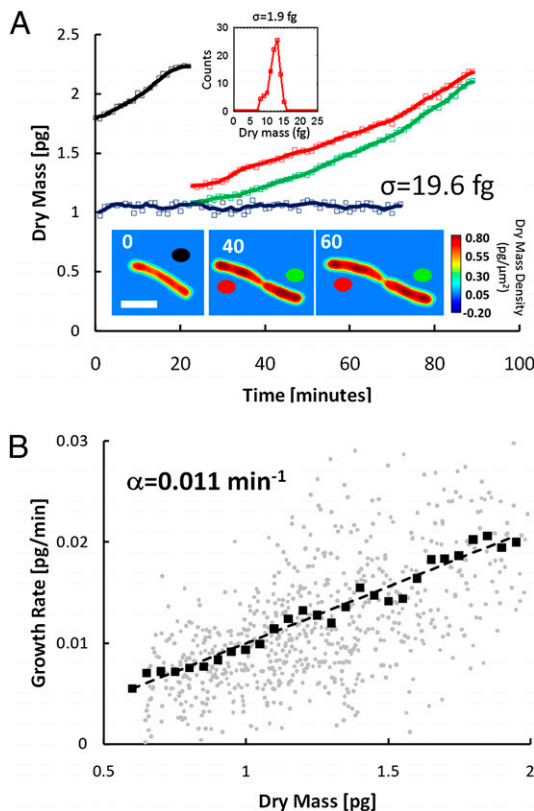 A
σ=1.9 fg
Counts
30
20
10
0
0 5 10 15 20 25
Dry mass (fg)
Dry Mass [pg]
2.5
2
1.5
1
0.5
0
σ=19.6 fg
0
40
60
0.80
0.55
0.30
0.05
-0.20
Dry Mass Density
(pg/µm²)
0 20 40 60 80 100
Time [minutes]
B
α=0.011 min⁻¹
Growth Rate [pg/min]
0.03
0.02
0.01
0
0.5 1 1.5 2
Dry Mass [pg]